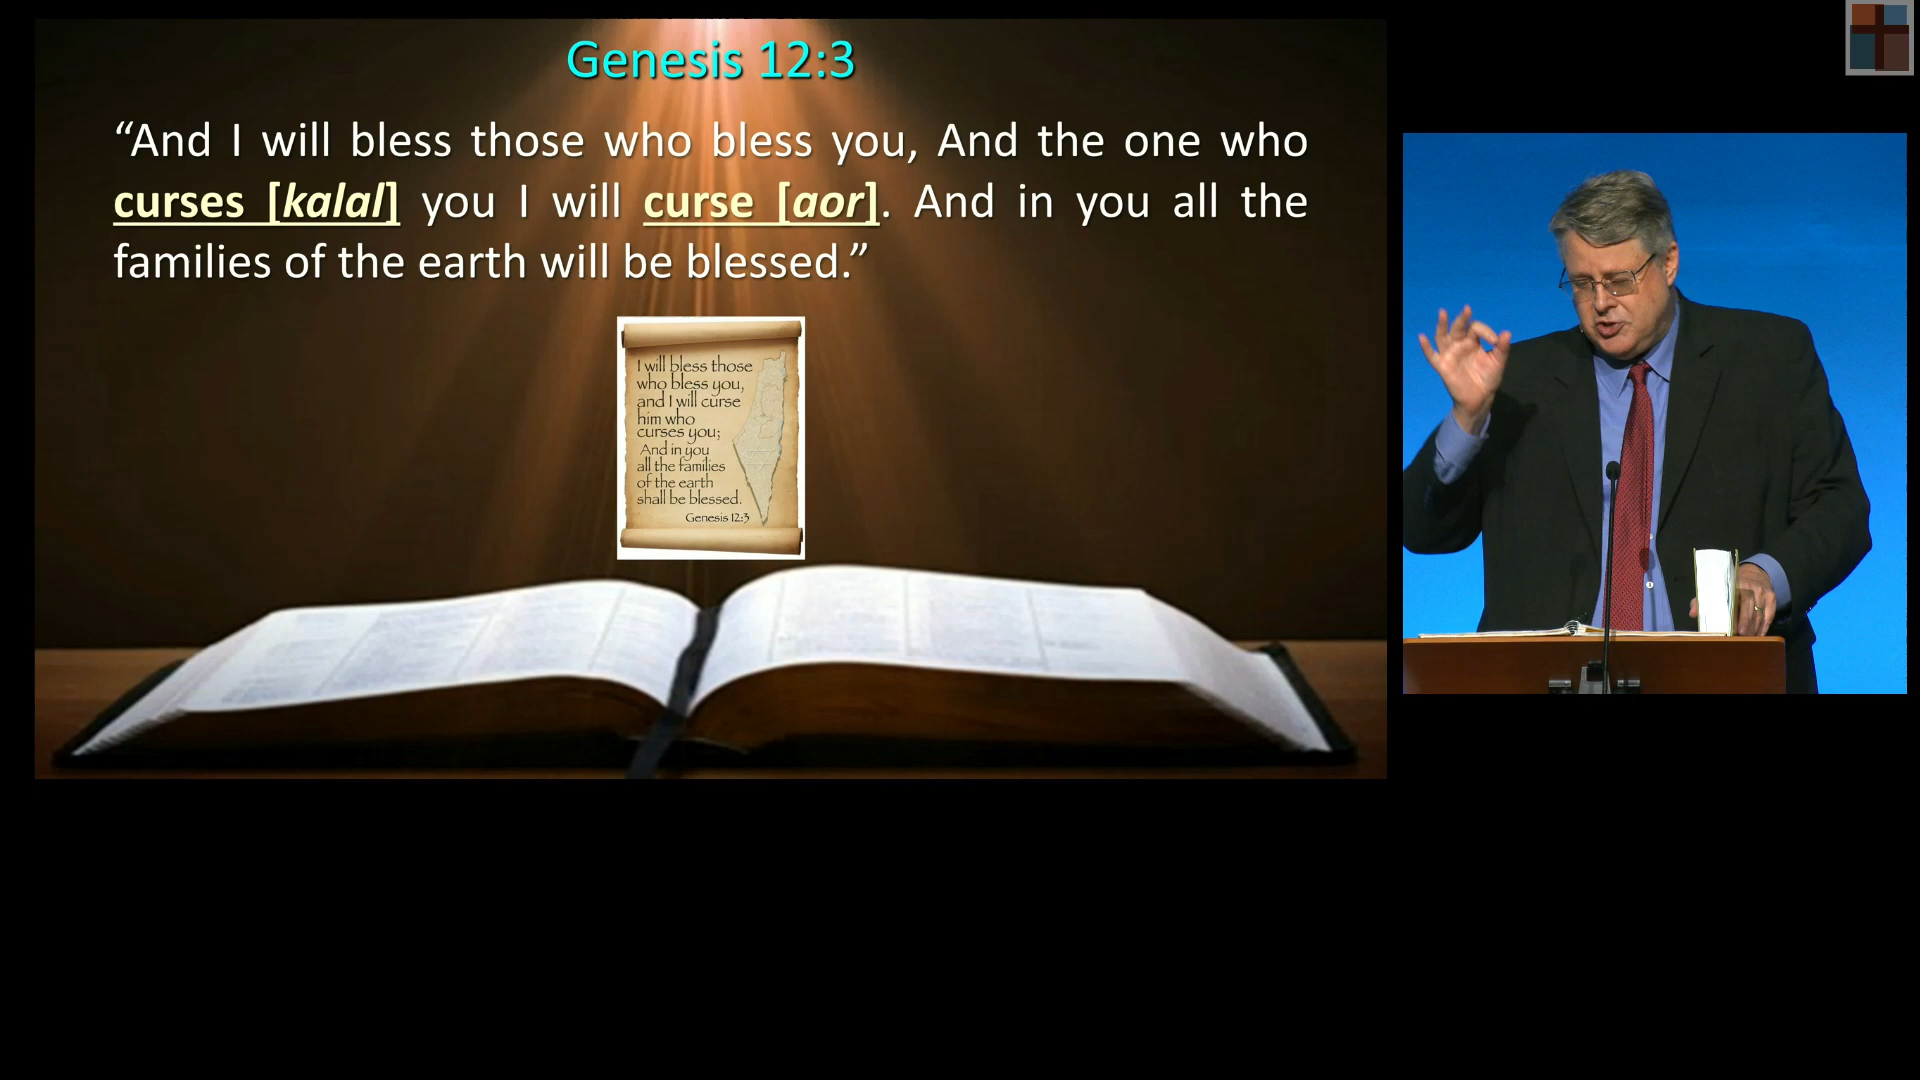 Genesis 12:3
“And I will bless those who bless you, And the one who
curses [kalal] you I will curse [aor]. And in you all the
families of the earth will be blessed.”
I will bless those
who bless you,
and I will curse
him who
curses you;
And in you
all the families
of the earth
shall be blessed.
Genesis 12:3